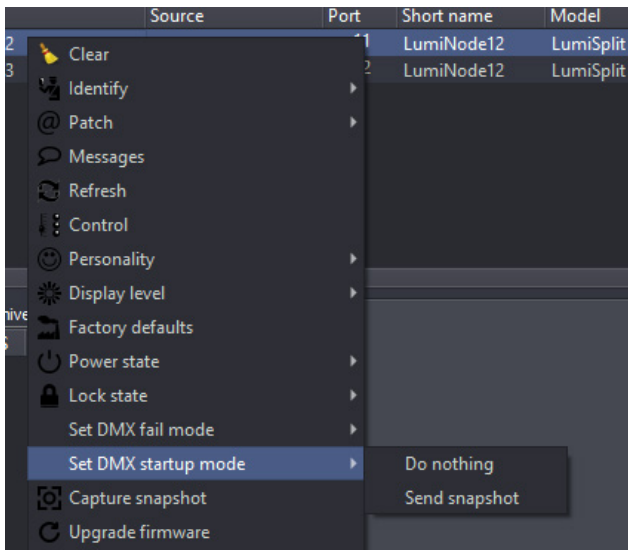 Source Port Short name Model
2 LumiNode12 LumiSplit
3 2 LumiNode12 LumiSplit
Clear
Identify
@ Patch
Messages
Refresh
Control
Personality
Display level
Factory defaults
Power state
Lock state
Set DMX fail mode
Set DMX startup mode
Do nothing
Send snapshot
Capture snapshot
Upgrade firmware